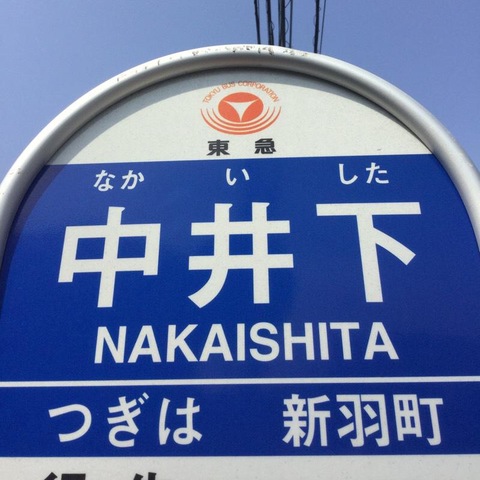 TOKYU BUS CORPORATION
東急
なか い した
中井下
NAKAISHITA
つぎは 新羽町